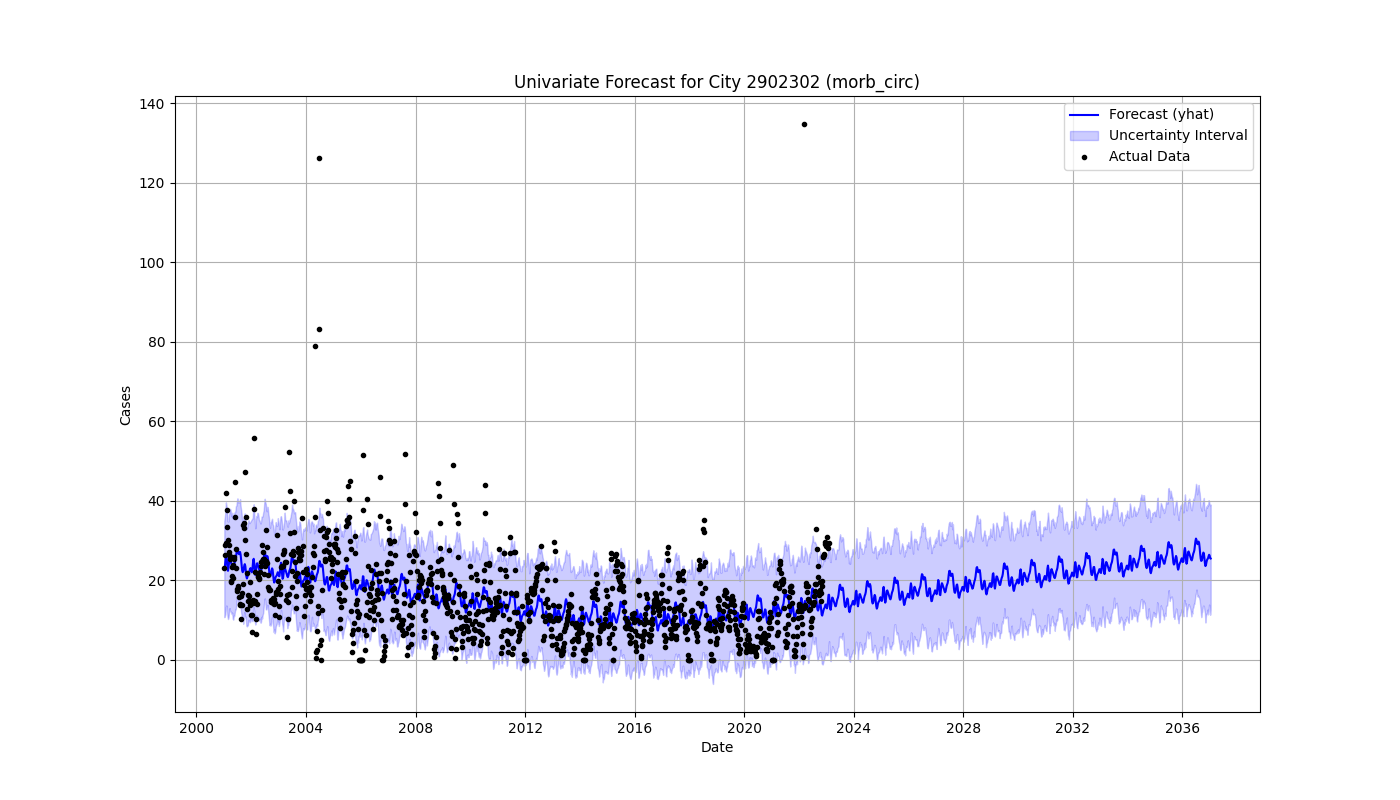 Univariate Forecast for City 2902302 (morb_circ)
Forecast (yhat)
Uncertainty Interval
Actual Data
Cases
140
120
100
80
60
40
20
0
2000 2004 2008 2012 2016 2020 2024 2028 2032 2036
Date